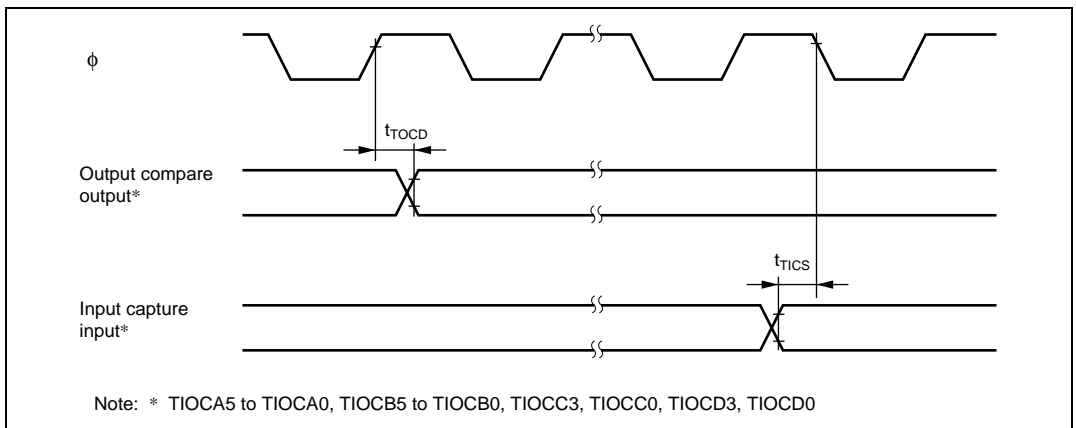 ϕ
tTOCD
Output compare
output*
tTICS
Input capture
input*
Note: * TIOCA5 to TIOCA0, TIOCB5 to TIOCB0, TIOCC3, TIOCC0, TIOCD3, TIOCD0